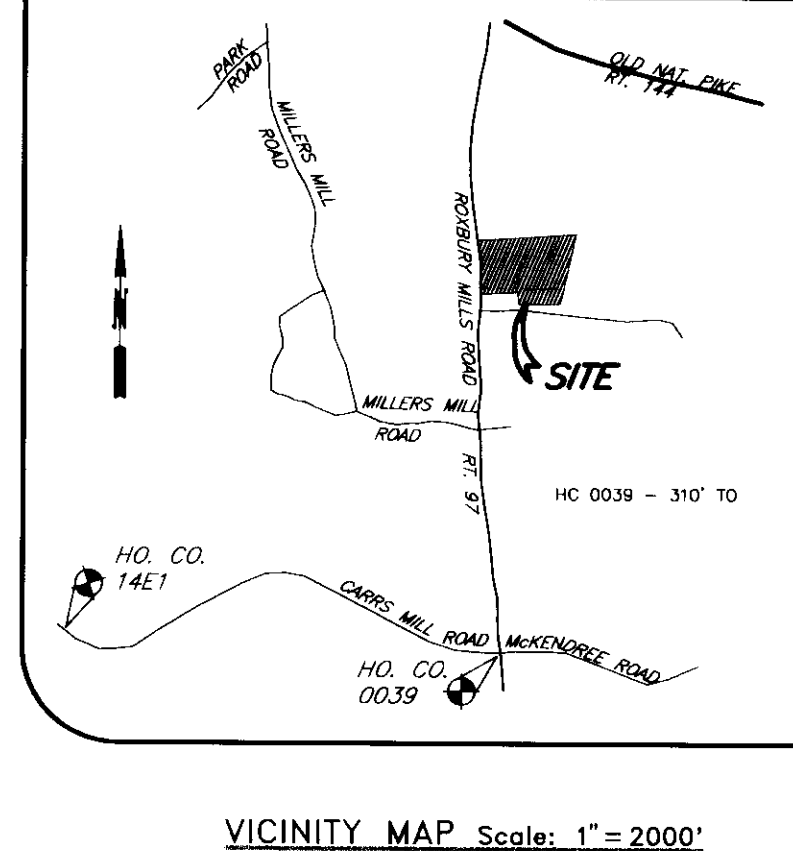 PARK
ROAD
OLD NAT. PIKE
RT. 144
MILLERS MILL
ROAD
ROXBURY MILLS ROAD
N
SITE
MILLERS MILL
ROAD
RT. 97
HC 0039 - 310' TO
HO. CO.
14E1
CARRS MILL ROAD
McKENDREE ROAD
HO. CO.
0039
VICINITY MAP Scale: 1" = 2000'